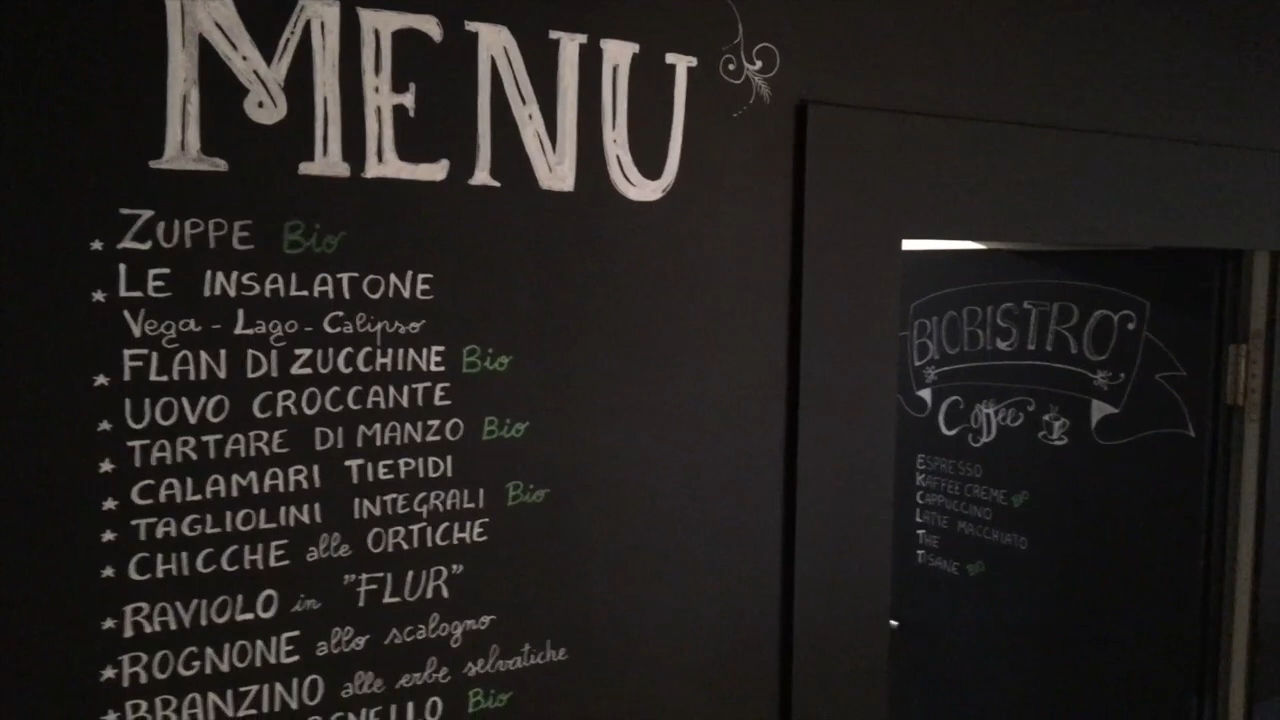 MENU
* ZUPPE Bio
* LE INSALATONE
Vega - Lago - Calipso
* FLAN DI ZUCCHINE Bio
* UOVO CROCCANTE
* TARTARE DI MANZO Bio
* CALAMARI TIEPIDI
* TAGLIOLINI INTEGRALI Bio
* CHICCHE alle ORTICHE
* RAVIOLO in "FLUR"
* ROGNONE allo scalogno
* BRANZINO alle erbe selvatiche
Bio
BIOBISTRO
Coffee
ESPRESSO
KAFFEE CREME BIO
CAPPUCCINO
LATTE MACCHIATO
THE
TISANE BIO